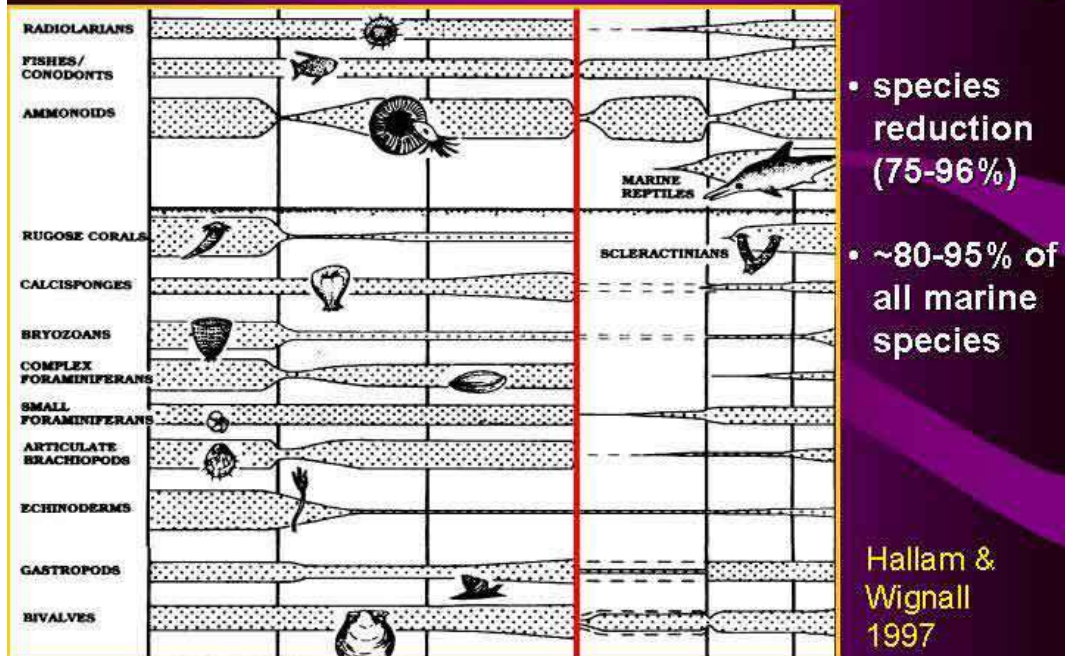 RADIOLARIANS
FISHES/
CONODONTS
AMMONOIDS
MARINE
REPTILES
RUGOSE CORALS
SCLERACTINIANS
CALCISPONGES
BRYOZOANS
COMPLEX
FORAMINIFERANS
SMALL
FORAMINIFERANS
ARTICULATE
BRACHIOPODS
ECHINODERMS
GASTROPODS
BIVALVES
• species
reduction
(75-96%)
• ~80-95% of
all marine
species
Hallam &
Wignall
1997